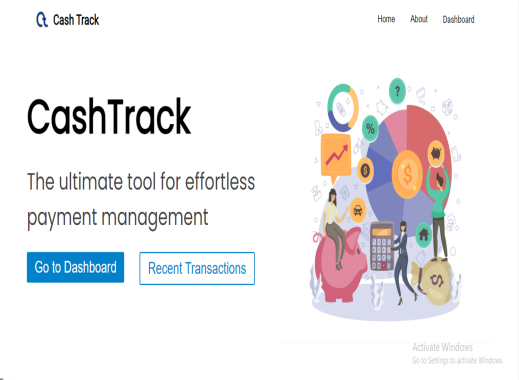 Cash Track
Home About Dashboard
CashTrack
The ultimate tool for effortless
payment management
Go to Dashboard Recent Transactions
?
%
$
$
$
Activate Windows
Go to Settings to activate Windows.